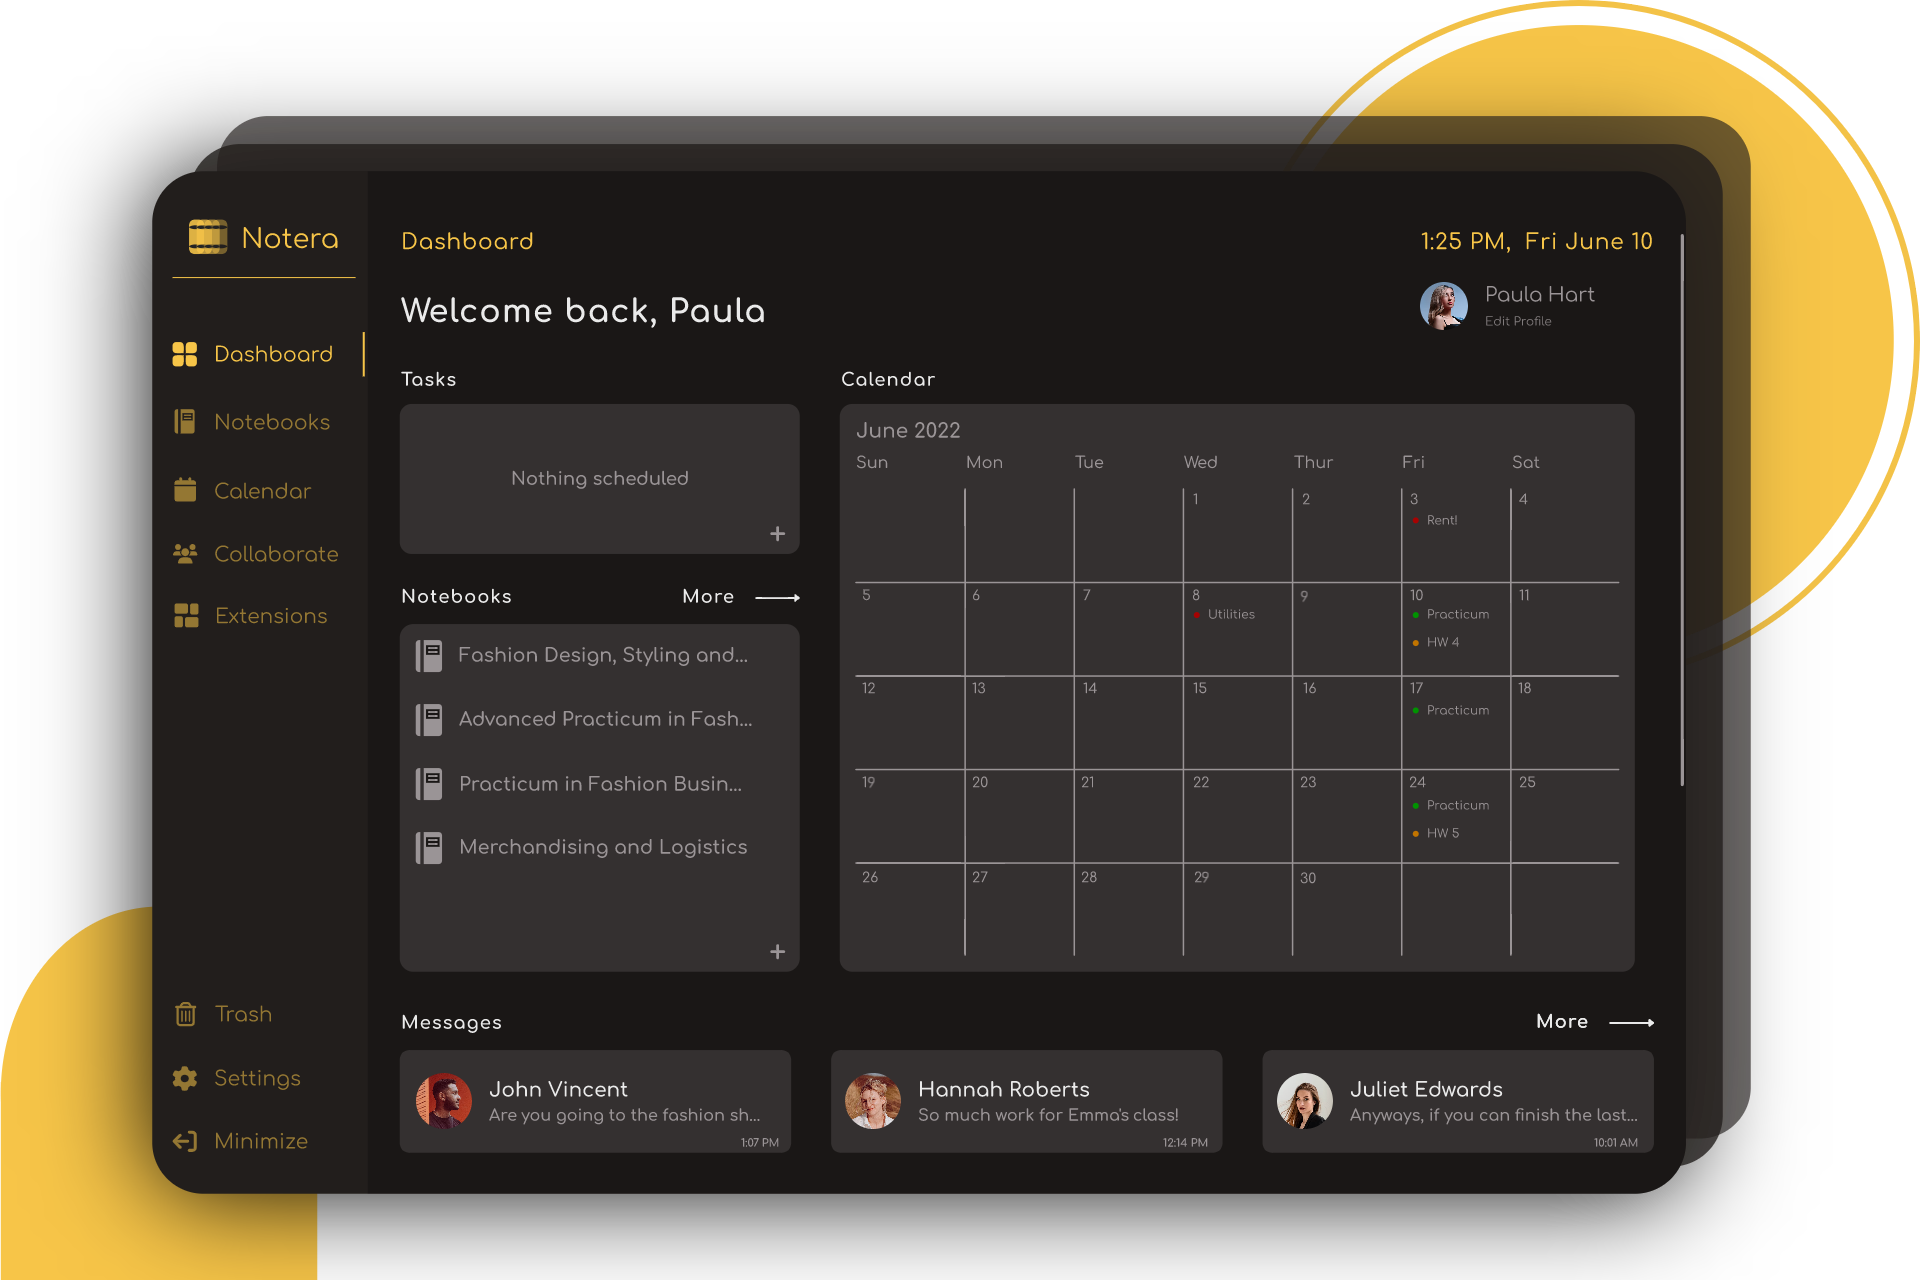 Notera
Dashboard
Notebooks
Calendar
Collaborate
Extensions
Trash
Settings
Minimize
Dashboard
1:25 PM, Fri June 10
Welcome back, Paula
Paula Hart
Edit Profile
Tasks
Nothing scheduled
+
Notebooks More
Fashion Design, Styling and...
Advanced Practicum in Fash...
Practicum in Fashion Busin...
Merchandising and Logistics
+
Calendar
June 2022
Sun Mon Tue Wed Thur Fri Sat
1 2 3 4
Rent!
5 6 7 8 9 10 11
Utilities Practicum
HW 4
12 13 14 15 16 17 18
Practicum
19 20 21 22 23 24 25
Practicum
HW 5
26 27 28 29 30
Messages More
John Vincent
Are you going to the fashion sh...
1:07 PM
Hannah Roberts
So much work for Emma's class!
12:14 PM
Juliet Edwards
Anyways, if you can finish the last...
10:01 AM